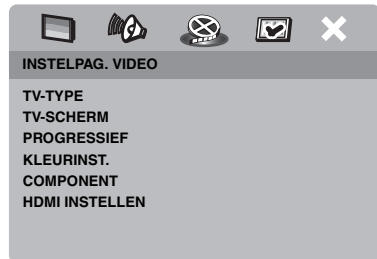 INSTELPAG. VIDEO
TV-TYPE
TV-SCHERM
PROGRESSIEF
KLEURINST.
COMPONENT
HDMI INSTELLEN